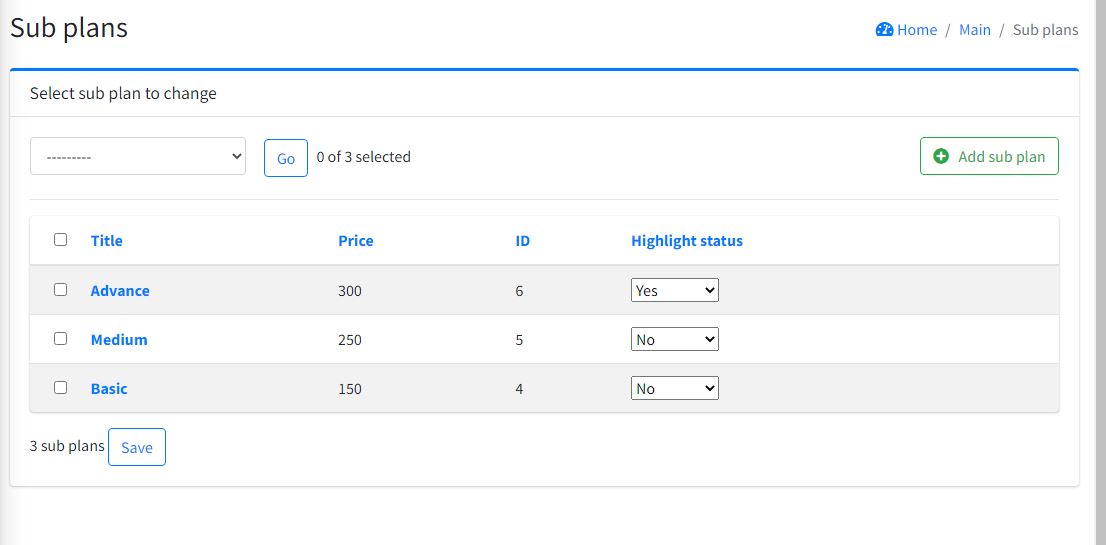 Sub plans
Home / Main / Sub plans
Select sub plan to change
---------
Go
0 of 3 selected
Add sub plan
Title Price ID Highlight status
Advance 300 6 Yes
Medium 250 5 No
Basic 150 4 No
3 sub plans Save